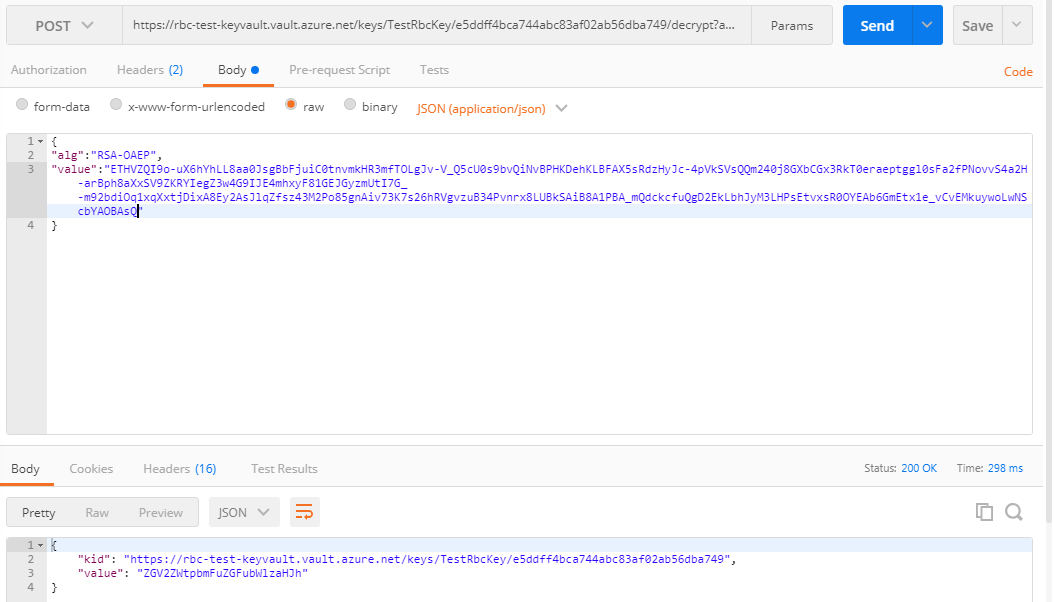 POST https://rbc-test-keyvault.vault.azure.net/keys/TestRbcKey/e5ddff4bca744abc83af02ab56dba749/decrypt?a... Params Send Save
Authorization Headers (2) Body Pre-request Script Tests Code
form-data x-www-form-urlencoded raw binary JSON (application/json)
1 {
2 "alg":"RSA-OAEP",
3 "value":"ETHVZQI9o-uX6hYhLL8aa0JsgBbFjuiC0tnvmkHR3mfTOLgJv-V_Q5cU0s9bvQiNvBPHKDehKLBFAX5sRdzHyJc-4pVkSVsQQm240j8GXbCGx3RkT0eraeptggl0sFa2fPNovvS4a2H
-arBph8aXxSV9ZKRYIegZ3w4G9IJE4mhxyF81GEJGyzmUtI7G_
-m92bdiOq1xqXxtjDixA8Ey2AsJlqZfsz43M2Po85gnAiv73K7s26hRVgvzuB34Pvnrx8LUBkSAiB8A1PBA_mQdckcfuQgD2EkLbhJyM3LHPsEtvxsR0OYEAb6GmEtx1e_vCvEMkuywoLwNS
cbYAOBAsQ"
4 }
Body Cookies Headers (16) Test Results Status: 200 OK Time: 298 ms
Pretty Raw Preview JSON
1 {
2 "kid": "https://rbc-test-keyvault.vault.azure.net/keys/TestRbcKey/e5ddff4bca744abc83af02ab56dba749",
3 "value": "ZGV2ZWtpbmFuZGFubWlzaHJh"
4 }